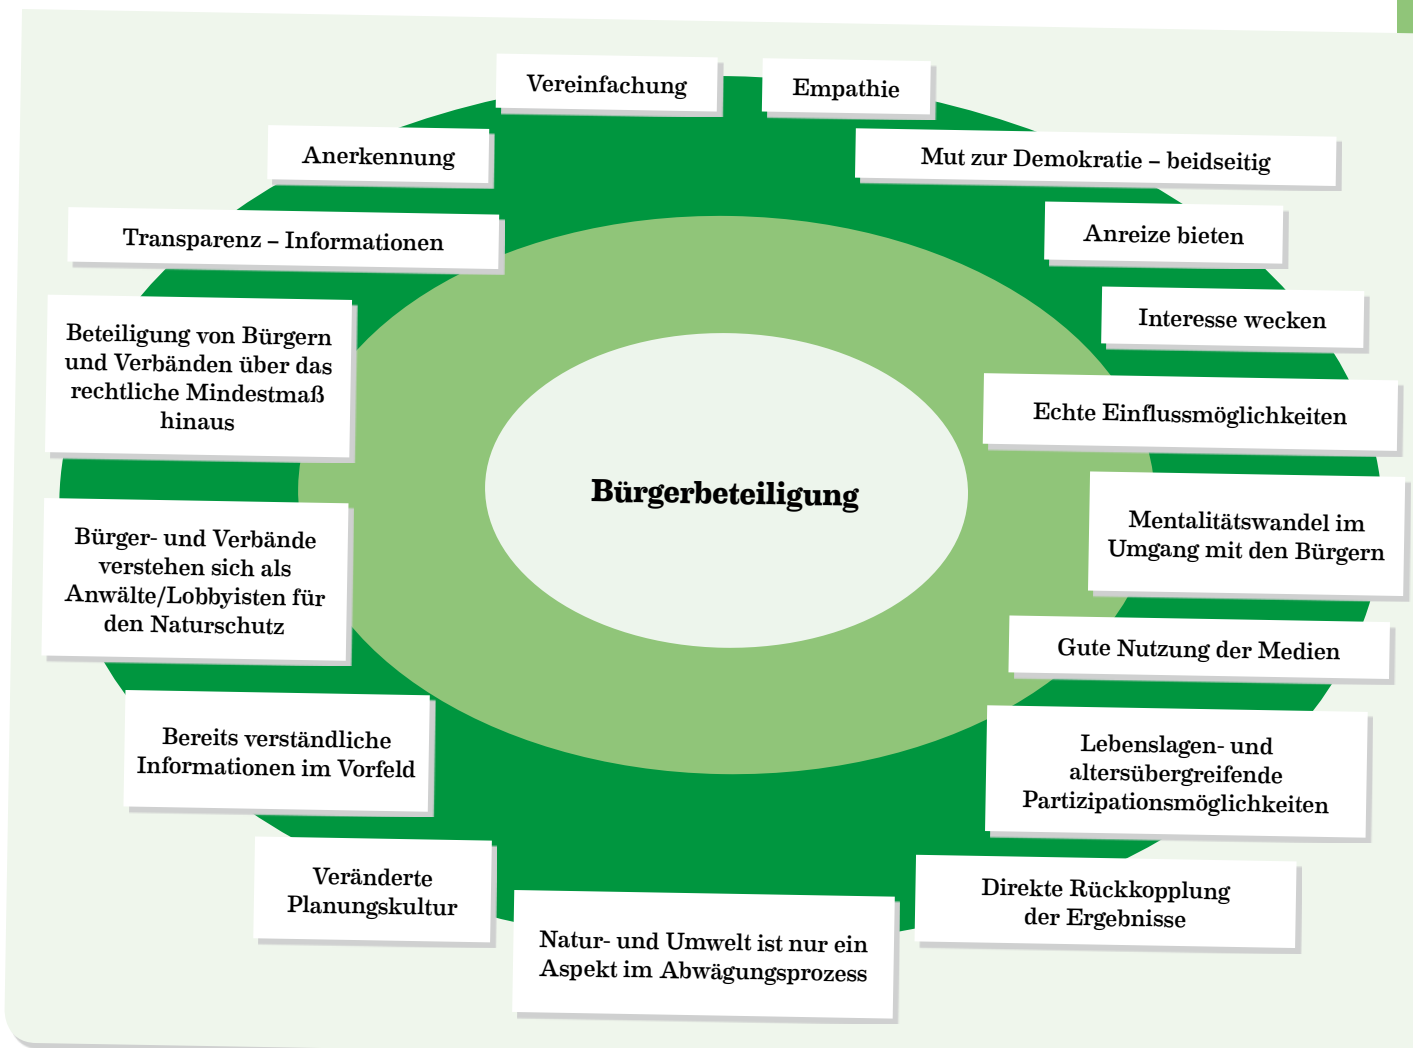 Vereinfachung
Empathie
Anerkennung
Mut zur Demokratie – beidseitig
Transparenz – Informationen
Anreize bieten
Interesse wecken
Beteiligung von Bürgern
und Verbänden über das
rechtliche Mindestmaß
hinaus
Echte Einflussmöglichkeiten
Bürgerbeteiligung
Mentalitätswandel im
Umgang mit den Bürgern
Bürger- und Verbände
verstehen sich als
Anwälte/Lobbyisten für
den Naturschutz
Gute Nutzung der Medien
Bereits verständliche
Informationen im Vorfeld
Lebenslagen- und
altersübergreifende
Partizipationsmöglichkeiten
Veränderte
Planungskultur
Direkte Rückkopplung
der Ergebnisse
Natur- und Umwelt ist nur ein
Aspekt im Abwägungsprozess